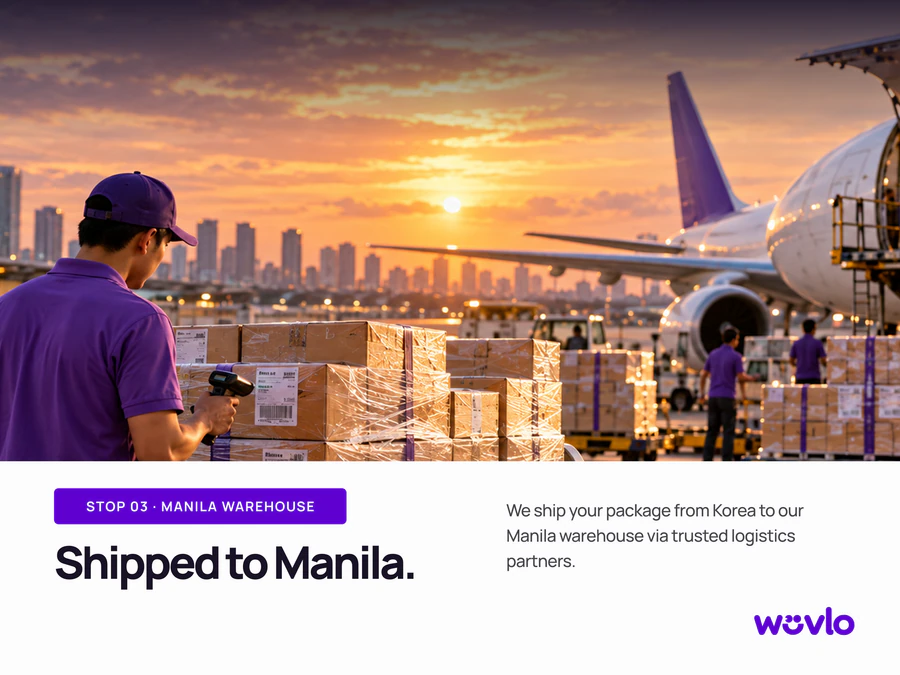 STOP 03 · MANILA WAREHOUSE
Shipped to Manila.
We ship your package from Korea to our
Manila warehouse via trusted logistics
partners.
wovlo